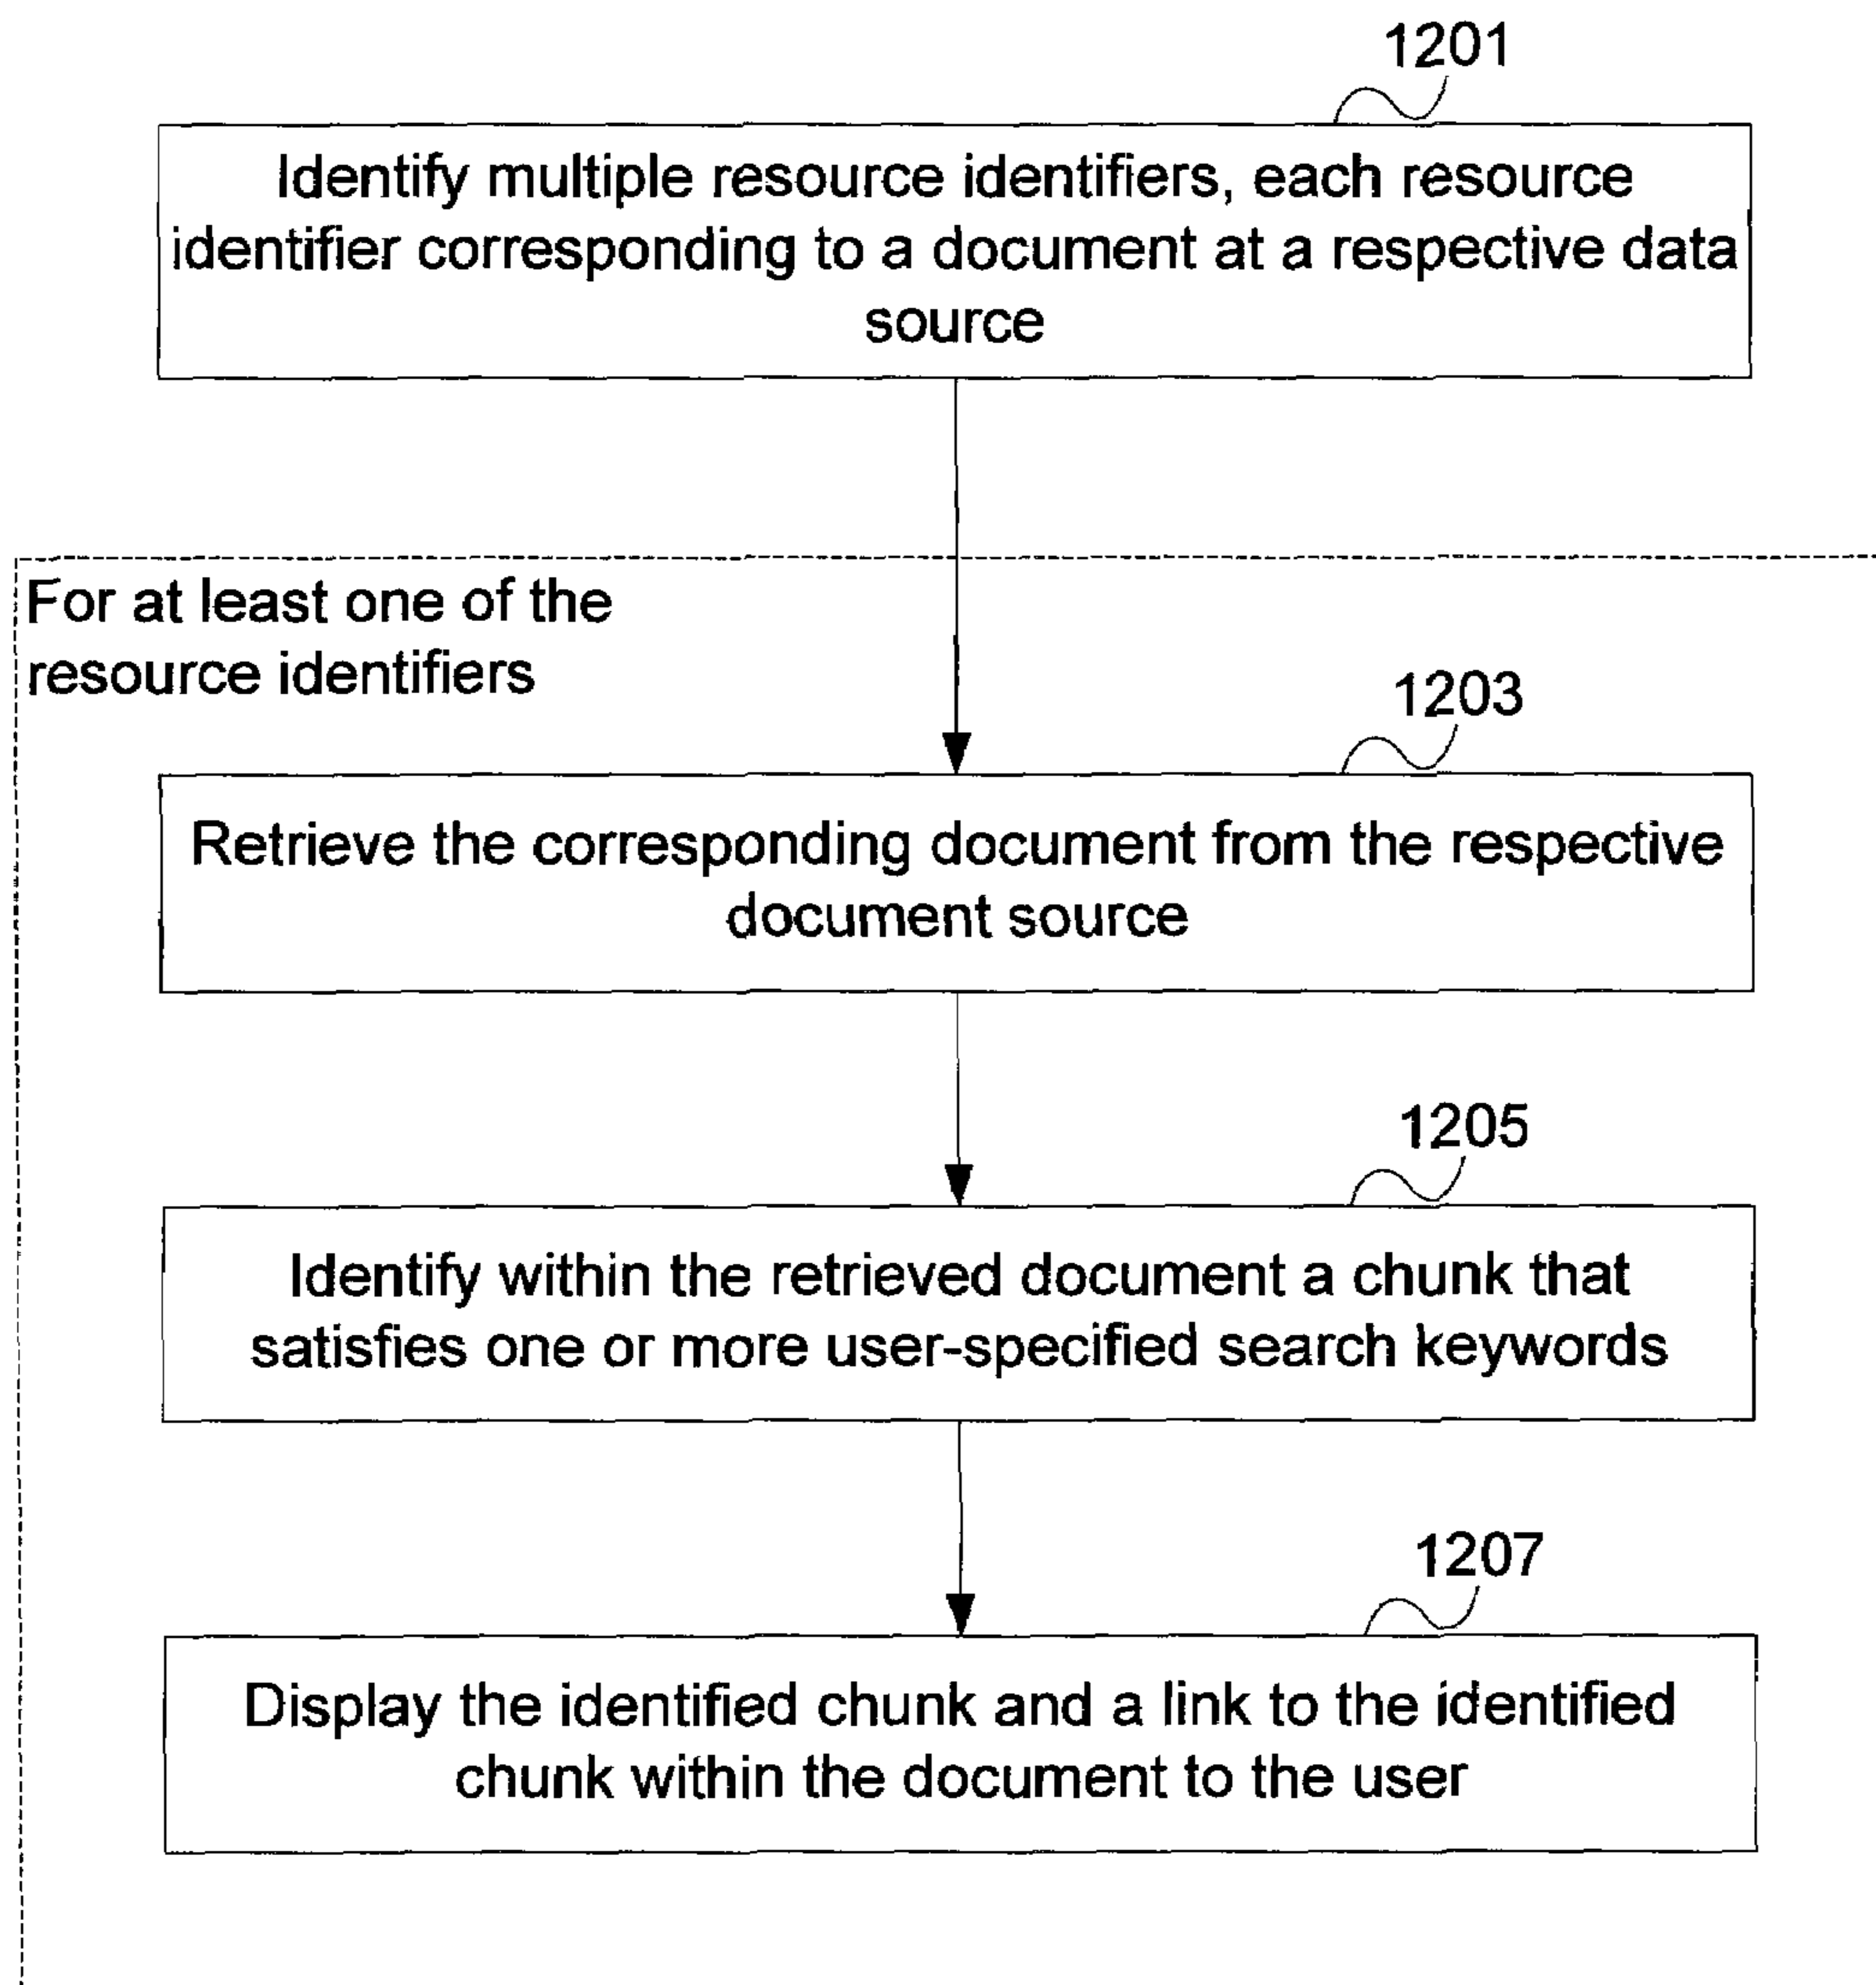 1201
Identify multiple resource identifiers, each resource
identifier corresponding to a document at a respective data
source
For at least one of the
resource identifiers
1203
Retrieve the corresponding document from the respective
document source
1205
Identify within the retrieved document a chunk that
satisfies one or more user-specified search keywords
1207
Display the identified chunk and a link to the identified
chunk within the document to the user